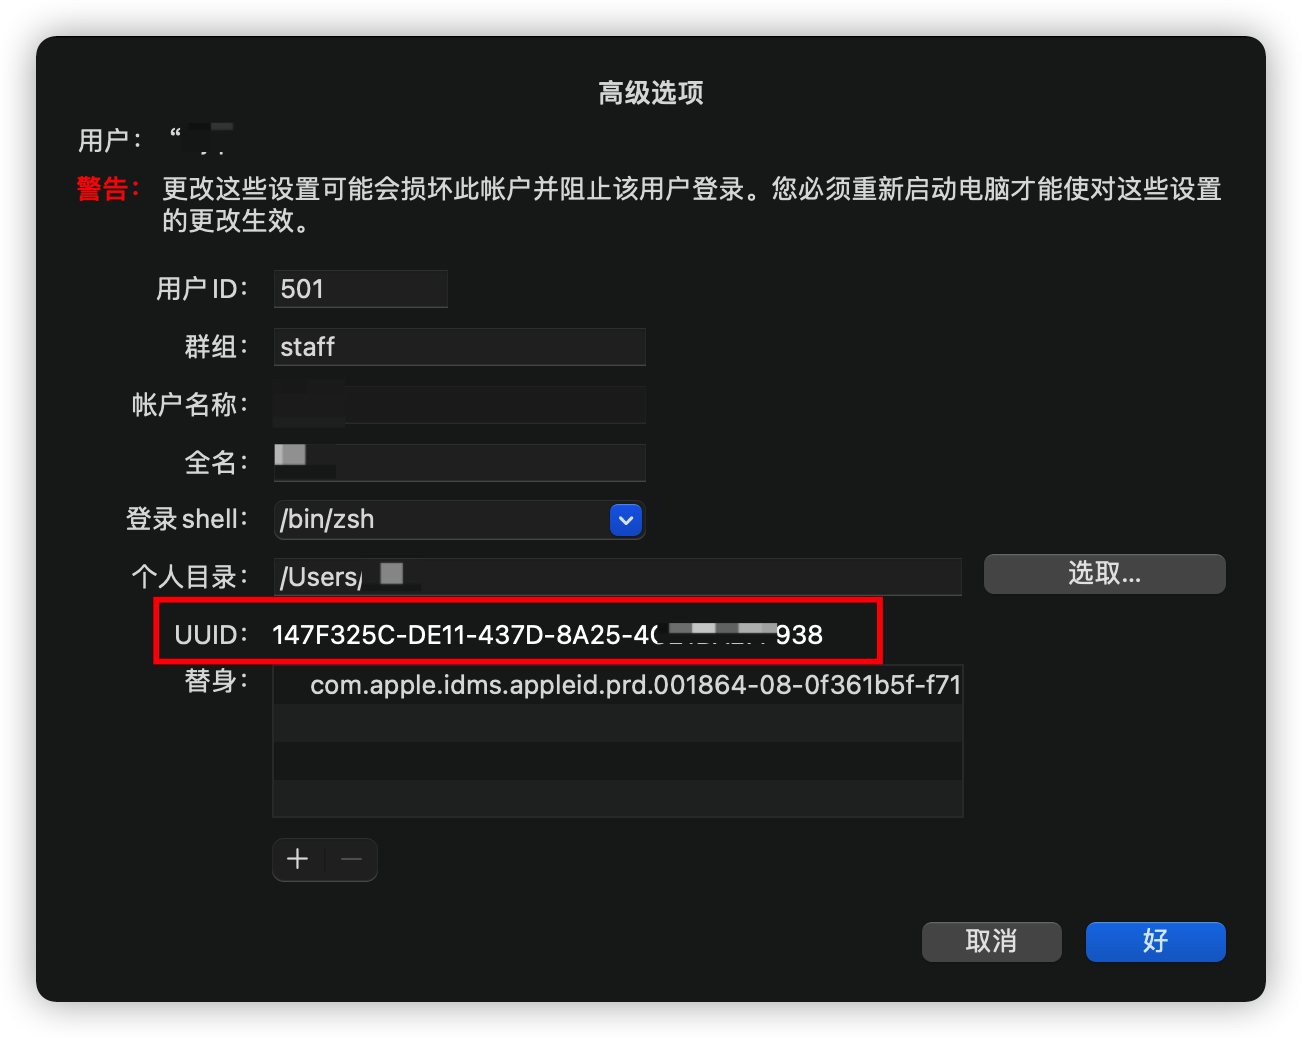 高级选项
用户： “
警告： 更改这些设置可能会损坏此帐户并阻止该用户登录。您必须重新启动电脑才能使对这些设置
的更改生效。
用户 ID： 501
群组： staff
帐户名称：
全名：
登录 shell： /bin/zsh
个人目录： /Users/
选取...
UUID： 147F325C-DE11-437D-8A25-4 938
替身： com.apple.idms.appleid.prd.001864-08-0f361b5f-f71
+ −
取消
好